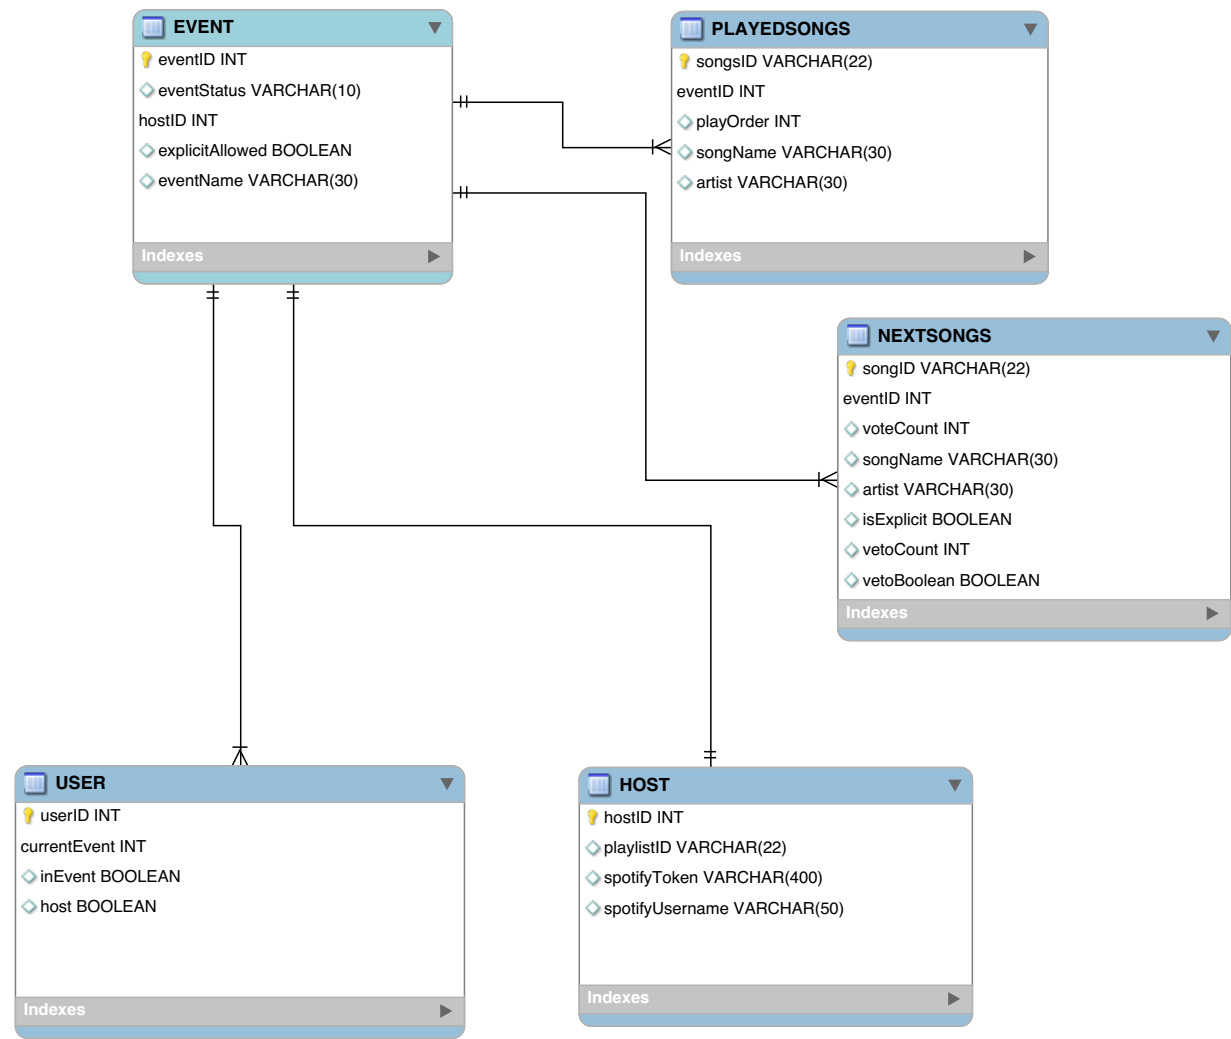 EVENT
eventID INT
eventStatus VARCHAR(10)
hostID INT
explicitAllowed BOOLEAN
eventName VARCHAR(30)
Indexes
PLAYEDSONGS
songsID VARCHAR(22)
eventID INT
playOrder INT
songName VARCHAR(30)
artist VARCHAR(30)
Indexes
NEXTSONGS
songID VARCHAR(22)
eventID INT
voteCount INT
songName VARCHAR(30)
artist VARCHAR(30)
isExplicit BOOLEAN
vetoCount INT
vetoBoolean BOOLEAN
Indexes
USER
userID INT
currentEvent INT
inEvent BOOLEAN
host BOOLEAN
Indexes
HOST
hostID INT
playlistID VARCHAR(22)
spotifyToken VARCHAR(400)
spotifyUsername VARCHAR(50)
Indexes